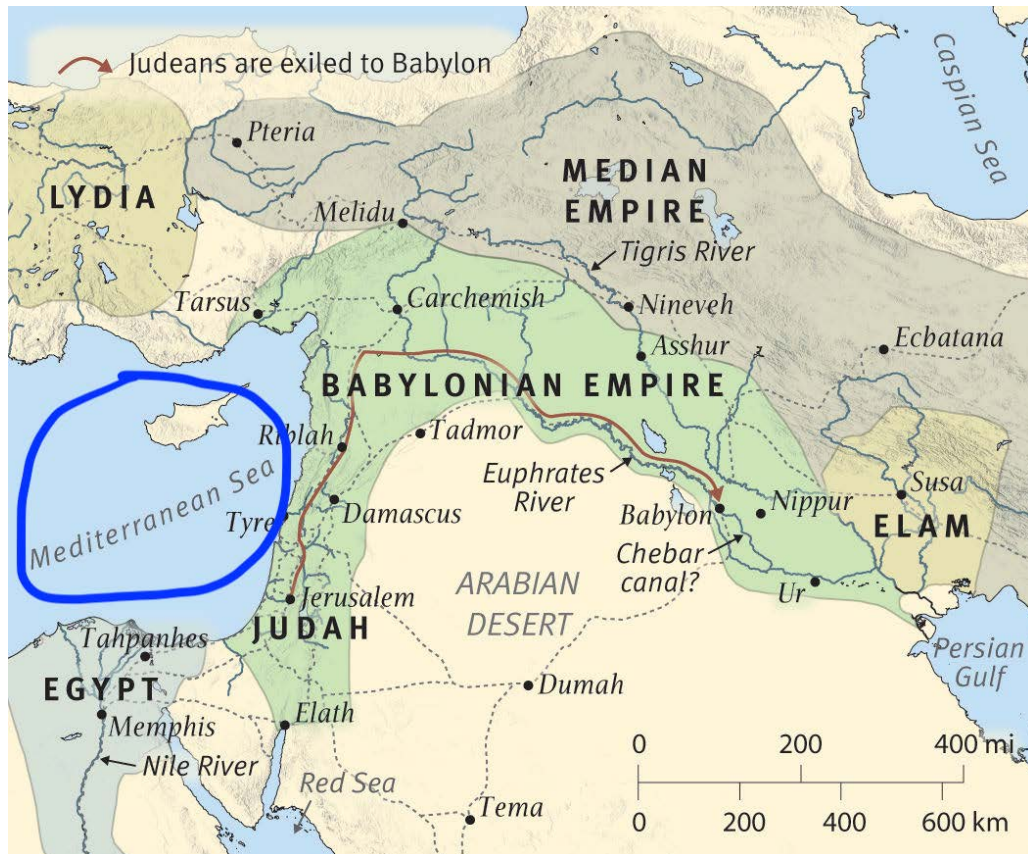 Judeans are exiled to Babylon
Caspian Sea
Pteria
LYDIA
MEDIAN
EMPIRE
Melidu
Tigris River
Tarsus
Carchemish
Nineveh
Ecbatana
Asshur
BABYLONIAN EMPIRE
Riblah
Tadmor
Mediterranean Sea
Euphrates
River
Susa
Tyre
Damascus
Babylon
Nippur
ELAM
Chebar
canal?
Jerusalem
ARABIAN
DESERT
Ur
JUDAH
Tahpanhes
Persian
Gulf
EGYPT
Dumah
Memphis
Elath
Nile River
Red Sea
Tema
0 200 400 mi
0 200 400 600 km